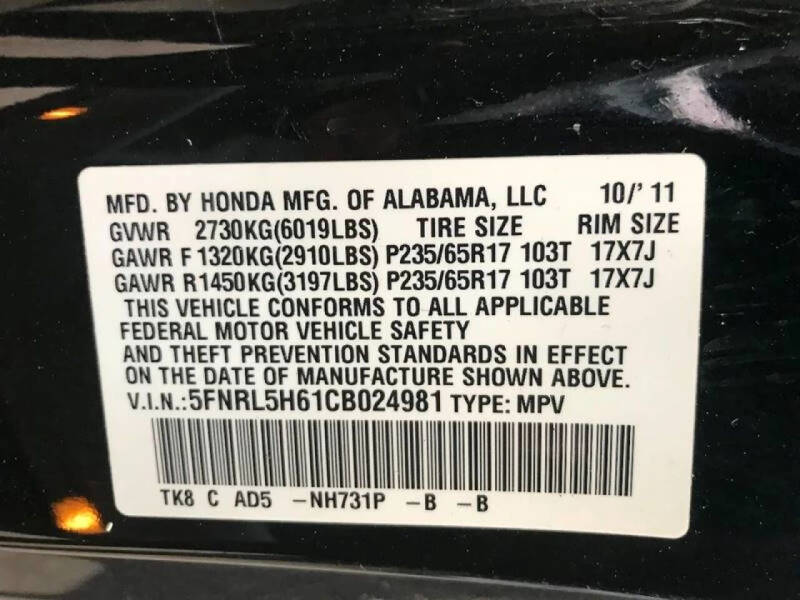 MFD. BY HONDA MFG. OF ALABAMA, LLC 10/' 11
GVWR 2730KG(6019LBS) TIRE SIZE RIM SIZE
GAWR F 1320KG(2910LBS) P235/65R17 103T 17X7J
GAWR R1450KG(3197LBS) P235/65R17 103T 17X7J
THIS VEHICLE CONFORMS TO ALL APPLICABLE
FEDERAL MOTOR VEHICLE SAFETY
AND THEFT PREVENTION STANDARDS IN EFFECT
ON THE DATE OF MANUFACTURE SHOWN ABOVE.
V.I.N.:5FNRL5H61CB024981 TYPE: MPV
TK8 C AD5 -NH731P -B -B